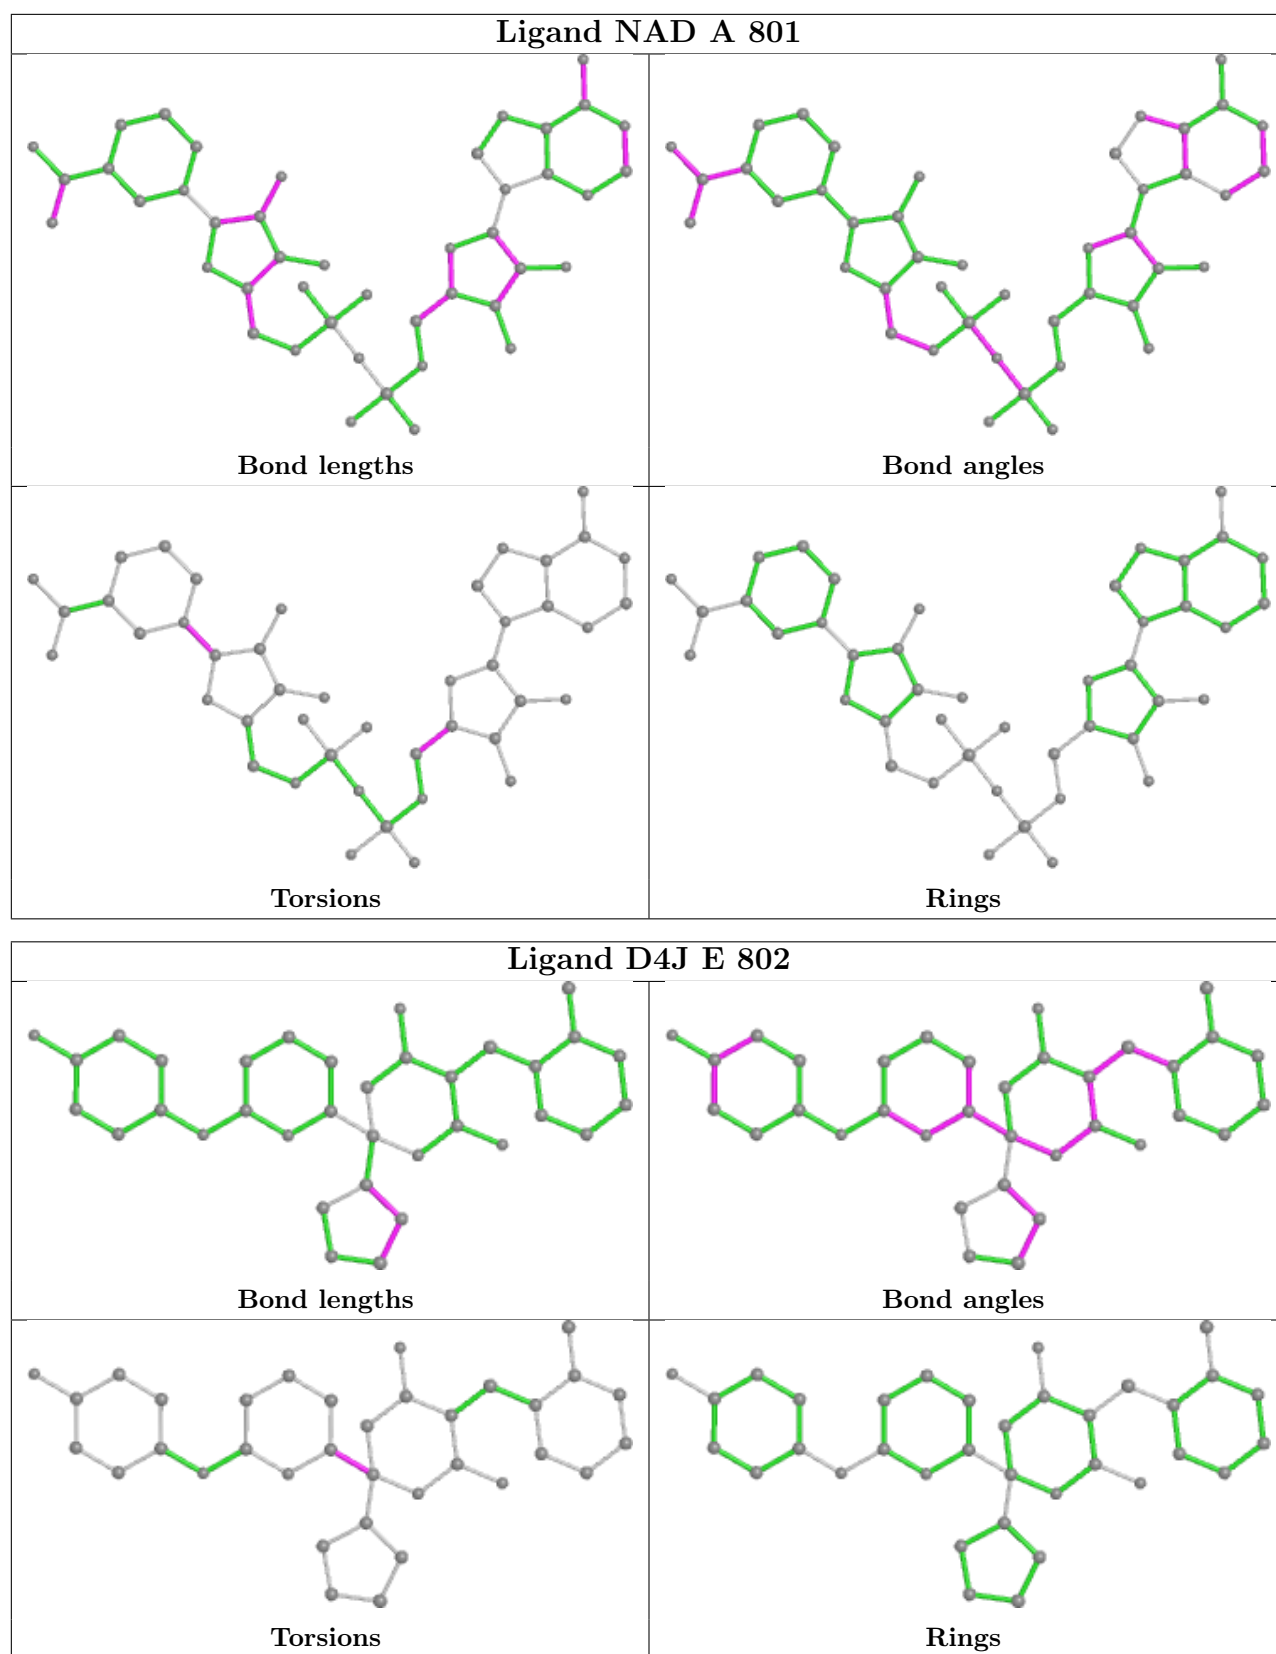 Ligand NAD A 801
Bond lengths
Bond angles
Torsions
Rings
Ligand D4J E 802
Bond lengths
Bond angles
Torsions
Rings